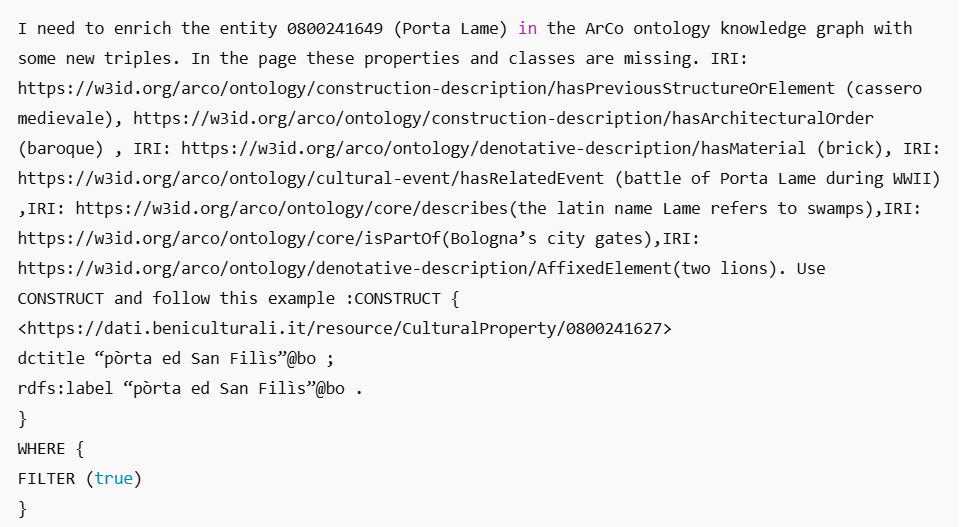 I need to enrich the entity 0800241649 (Porta Lame) in the ArCo ontology knowledge graph with
some new triples. In the page these properties and classes are missing. IRI:
https://w3id.org/arco/ontology/construction-description/hasPreviousStructureOrElement (cassero
medievale), https://w3id.org/arco/ontology/construction-description/hasArchitecturalOrder
(baroque) , IRI: https://w3id.org/arco/ontology/denotative-description/hasMaterial (brick), IRI:
https://w3id.org/arco/ontology/cultural-event/hasRelatedEvent (battle of Porta Lame during WWII)
,IRI: https://w3id.org/arco/ontology/core/describes(the latin name Lame refers to swamps),IRI:
https://w3id.org/arco/ontology/core/isPartOf(Bologna’s city gates),IRI:
https://w3id.org/arco/ontology/denotative-description/AffixedElement(two lions). Use
CONSTRUCT and follow this example :CONSTRUCT {
<https://dati.beniculturali.it/resource/CulturalProperty/0800241627>
dctitle “pòrta ed San Filìs”@bo ;
rdfs:label “pòrta ed San Filìs”@bo .
}
WHERE {
FILTER (true)
}